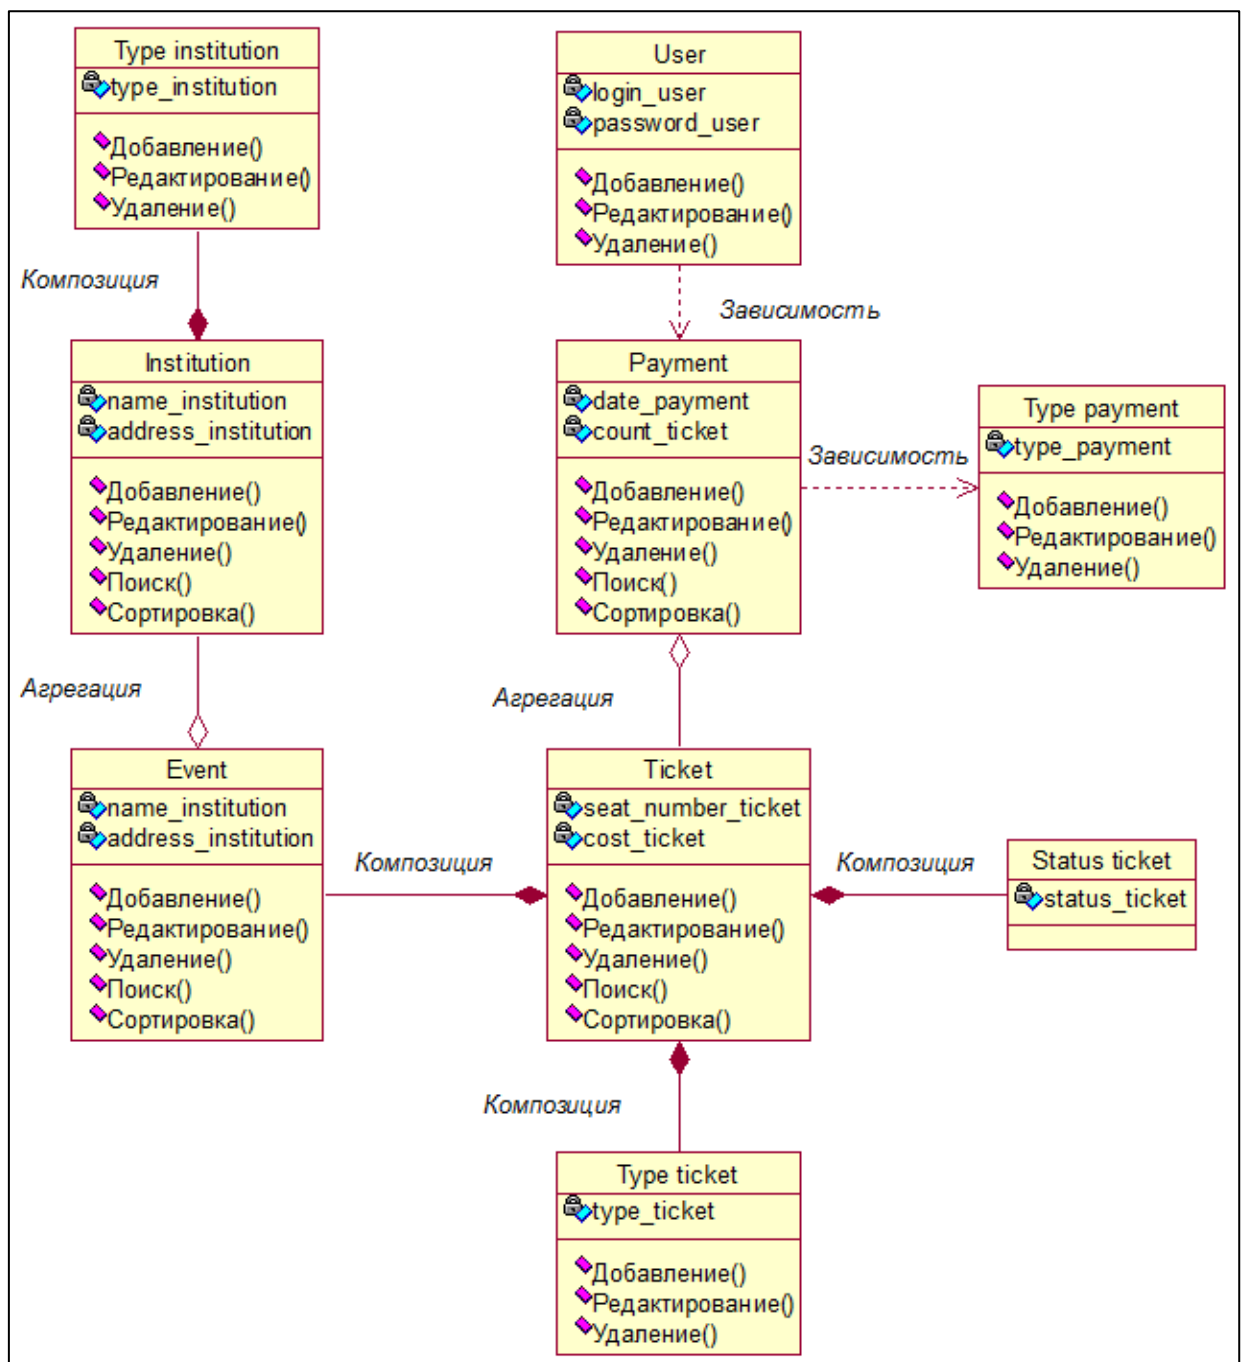 Type institution
type_institution
Добавление()
Редактирование()
Удаление()
User
login_user
password_user
Добавление()
Редактирование()
Удаление()
Композиция
Зависимость
Institution
name_institution
address_institution
Добавление()
Редактирование()
Удаление()
Поиск()
Сортировка()
Payment
date_payment
count_ticket
Добавление()
Редактирование()
Удаление()
Поиск()
Сортировка()
Зависимость
Type payment
type_payment
Добавление()
Редактирование()
Удаление()
Агрегация
Агрегация
Event
name_institution
address_institution
Добавление()
Редактирование()
Удаление()
Поиск()
Сортировка()
Композиция
Ticket
seat_number_ticket
cost_ticket
Добавление()
Редактирование()
Удаление()
Поиск()
Сортировка()
Композиция
Status ticket
status_ticket
Композиция
Type ticket
type_ticket
Добавление()
Редактирование()
Удаление()